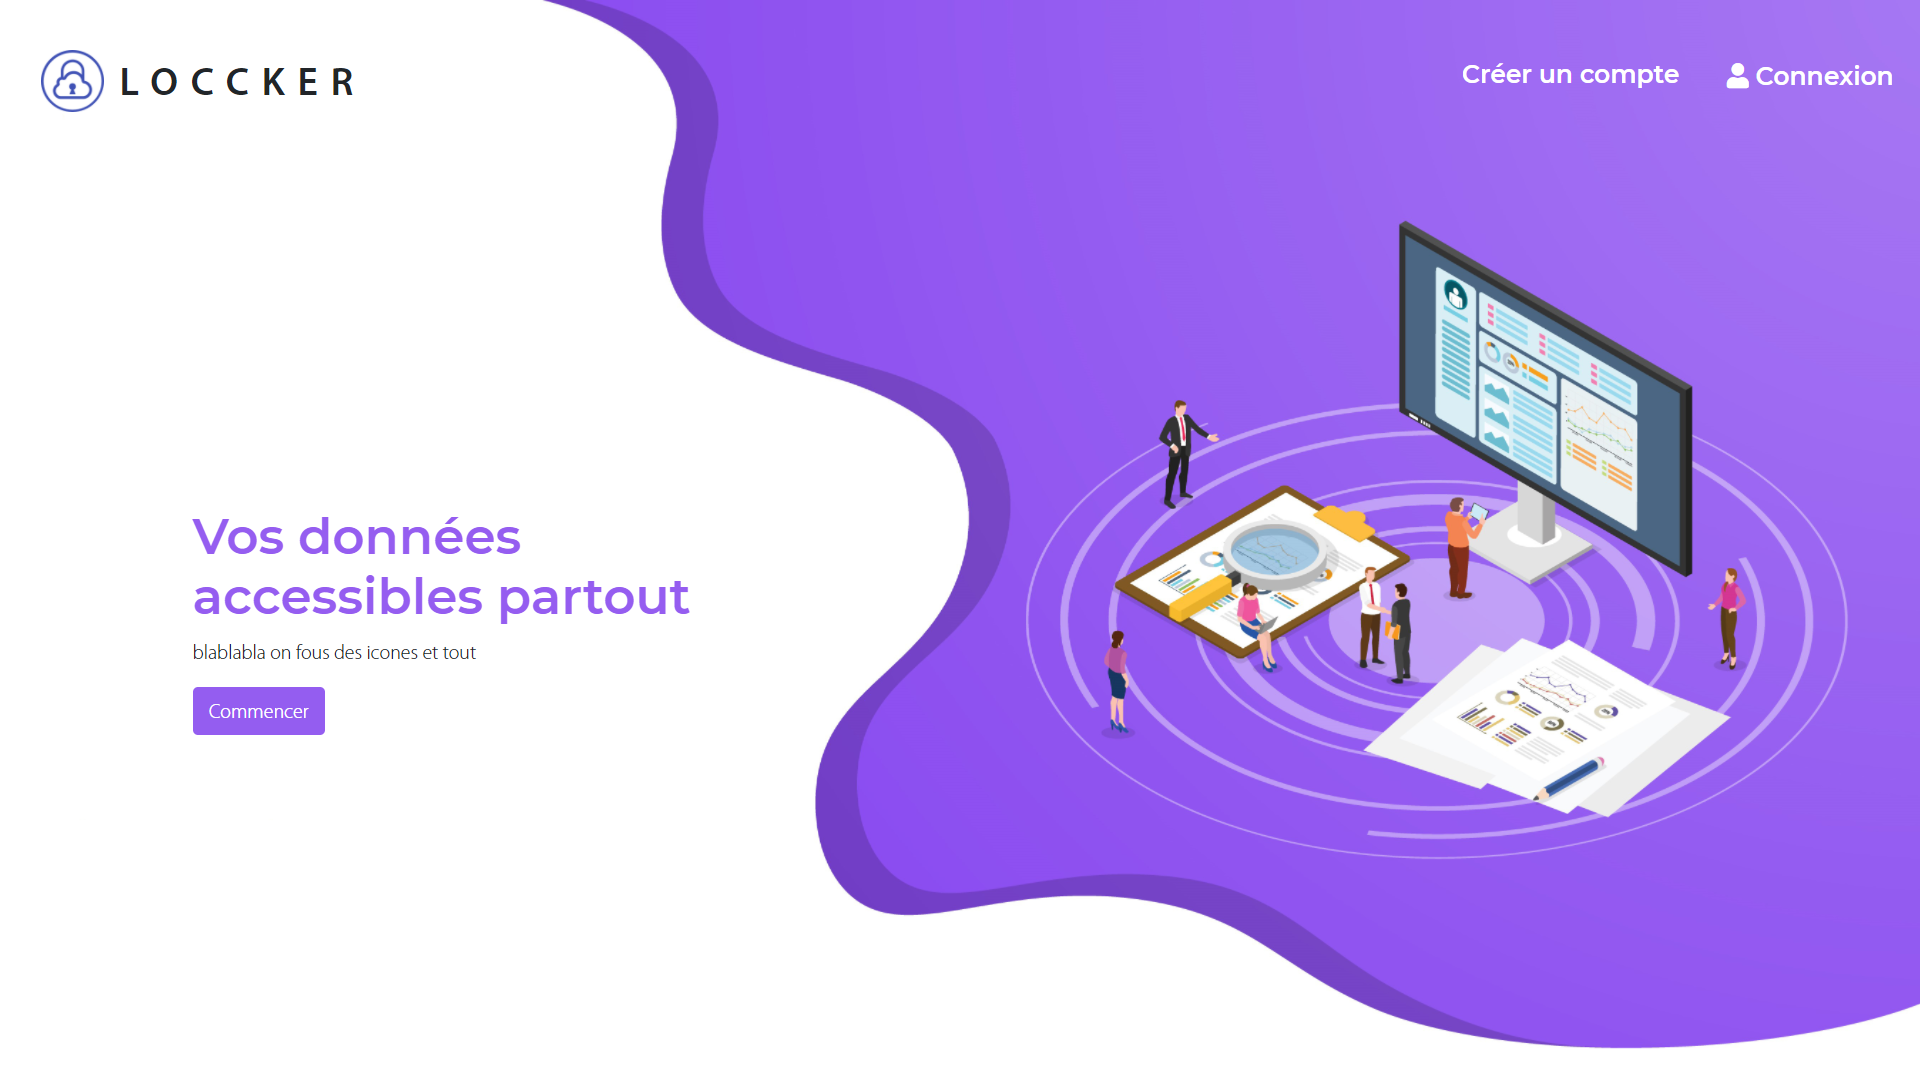 LOCCKER
Créer un compte
Connexion
Vos données
accessibles partout
blablabla on fous des icones et tout
Commencer